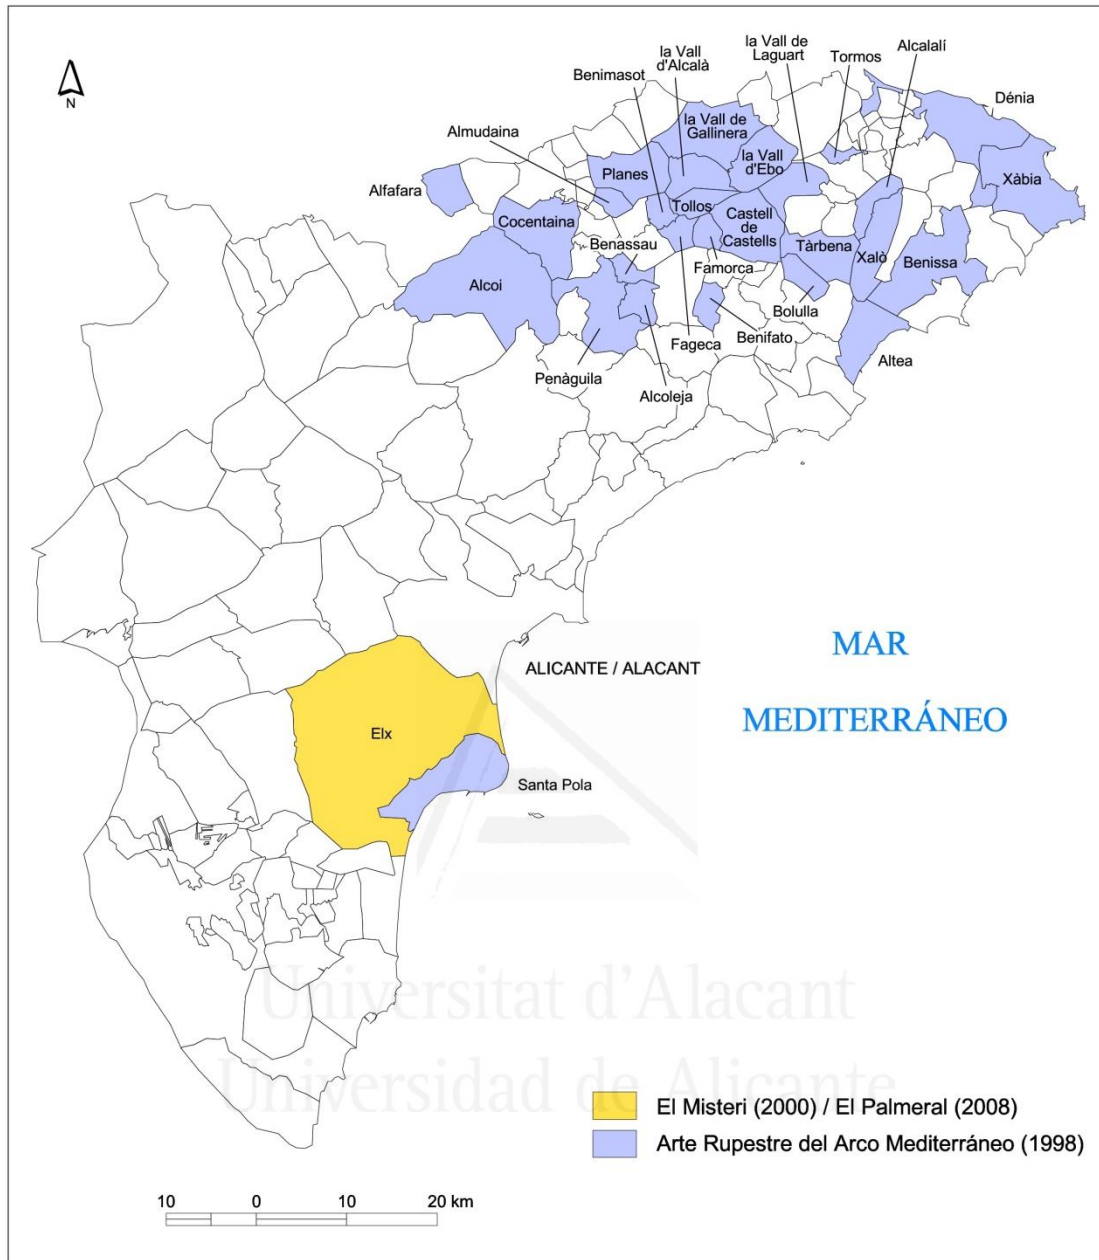 N
la Vall
d'Alcalà
la Vall de
Laguart
Tormos
Alcalalí
Benimasot
Dénia
Almudaina
la Vall de
Gallinera
la Vall
d'Ebo
Planes
Xàbia
Alfafara
Tollos
Cocentaina
Castell
de
Castells
Benassau
Tàrbena
Xalò
Benissa
Famorca
Alcoi
Bolulla
Benifato
Fageca
Altea
Penàguila
Alcoleja
MAR
MEDITERRÁNEO
ALICANTE / ALACANT
Elx
Santa Pola
Universitat d'Alacant
Universidad de Alicante
El Misteri (2000) / El Palmeral (2008)
Arte Rupestre del Arco Mediterráneo (1998)
10 0 10 20 km